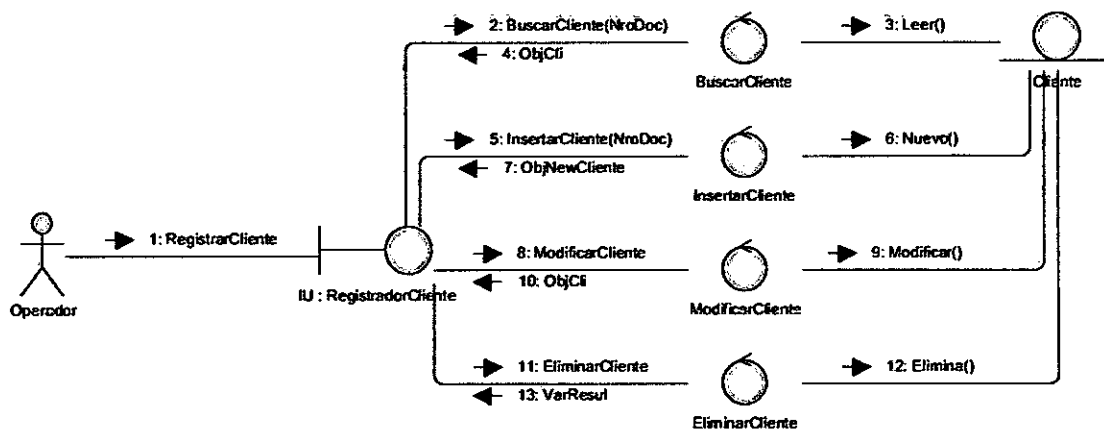 2: BuscarCliente(NroDoc)
4: ObjCli
BuscarCliente
3: Leer()
Cliente
5: InsertarCliente(NroDoc)
7: ObjNewCliente
InsertarCliente
6: Nuevo()
1: RegistrarCliente
Operador
IU : RegistradorCliente
8: ModificarCliente
10: ObjCli
ModificarCliente
9: Modificar()
11: EliminarCliente
13: VarResul
EliminarCliente
12: Elimina()